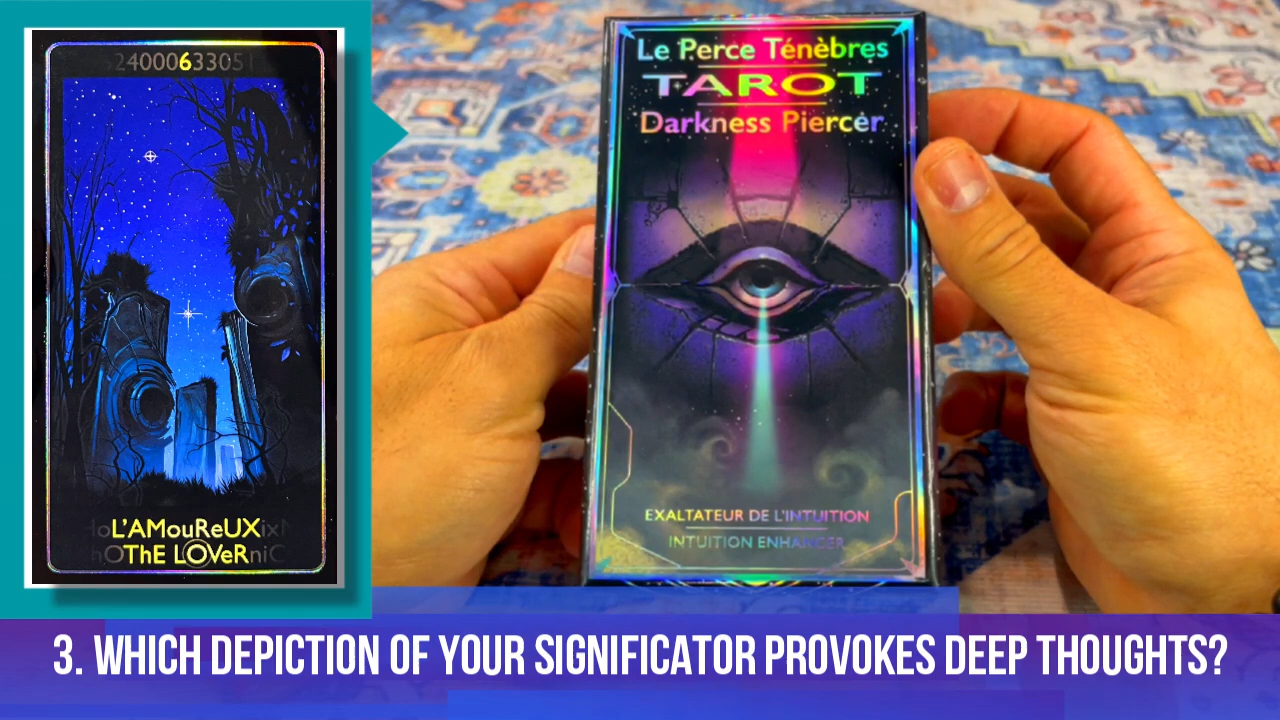 24000633051
L'AMouReUX
ThE LOVeR
Le Perce Ténèbres
TAROT
Darkness Piercer
EXALTATEUR DE L'INTUITION
INTUITION ENHANCER
3. WHICH DEPICTION OF YOUR SIGNIFICATOR PROVOKES DEEP THOUGHTS?